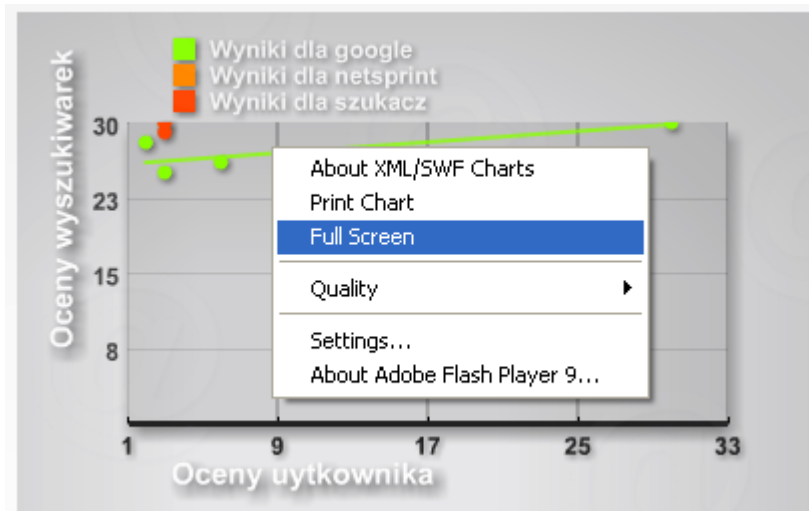 Wyniki dla google
Wyniki dla netsprint
Wyniki dla szukacz
Oceny wyszukiwarek
30
23
15
8
About XML/SWF Charts
Print Chart
Full Screen
Quality
Settings...
About Adobe Flash Player 9...
1 9 17 25 33
Oceny uytkownika